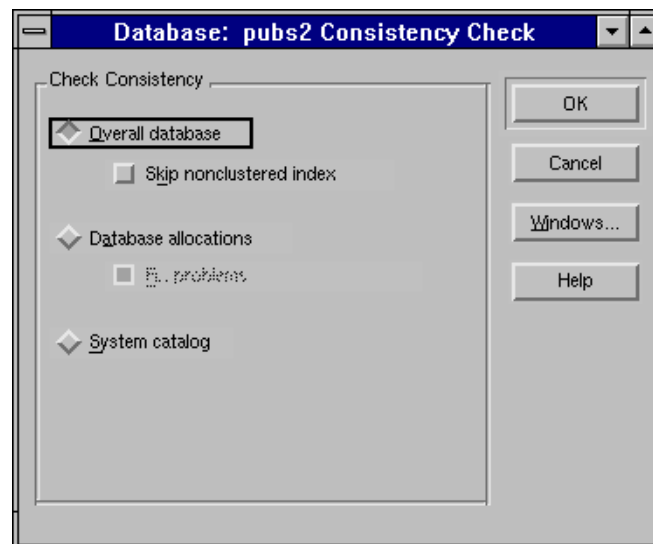 Database: pubs2 Consistency Check
Check Consistency
Overall database
Skip nonclustered index
Database allocations
problems
System catalog
OK
Cancel
Windows...
Help